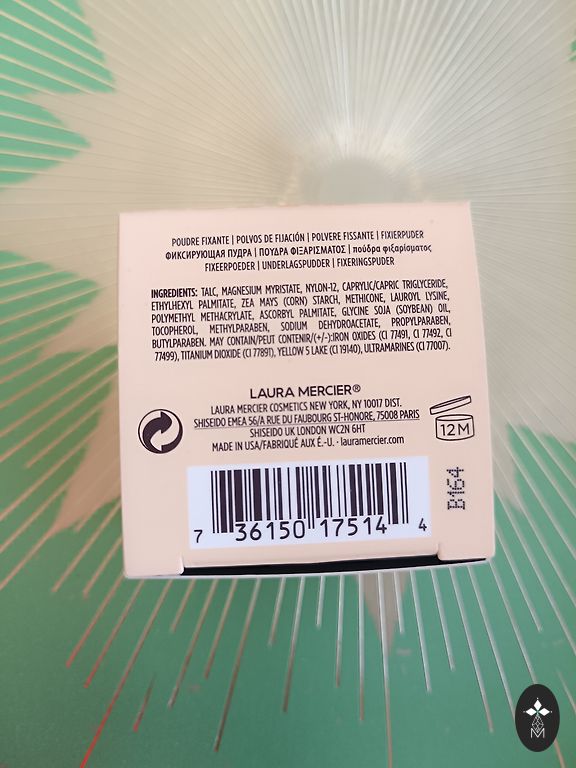 POUDRE FIXANTE | POLVOS DE FIJACIÓN | POLVERE FISSANTE | FIXIERPUDER
ФИКСИРУЮЩАЯ ПУДРА | ΠΟΥΔΡΑ ΦΙΞΑΡΙΣΜΑΤΟΣ | πούδρα φιξαρίσματος
FIXEERPOEDER | UNDERLAGSPUDDER | FIXERINGSPUDER
INGREDIENTS: TALC, MAGNESIUM MYRISTATE, NYLON-12, CAPRYLIC/CAPRIC TRIGLYCERIDE,
ETHYLHEXYL PALMITATE, ZEA MAYS (CORN) STARCH, METHICONE, LAUROYL LYSINE,
POLYMETHYL METHACRYLATE, ASCORBYL PALMITATE, GLYCINE SOJA (SOYBEAN) OIL,
TOCOPHEROL, METHYLPARABEN, SODIUM DEHYDROACETATE, PROPYLPARABEN,
BUTYLPARABEN. MAY CONTAIN/PEUT CONTENIR/(+/-):IRON OXIDES (CI 77491, CI 77492, CI
77499), TITANIUM DIOXIDE (CI 77891), YELLOW 5 LAKE (CI 19140), ULTRAMARINES (CI 77007).
LAURA MERCIER®
LAURA MERCIER COSMETICS NEW YORK, NY 10017 DIST.
SHISEIDO EMEA 56/A RUE DU FAUBOURG ST-HONORE, 75008 PARIS
SHISEIDO UK LONDON WC2N 6HT
MADE IN USA/FABRIQUÉ AUX É.-U. · lauramercier.com
12M
B164
7 36150 17514 4
M